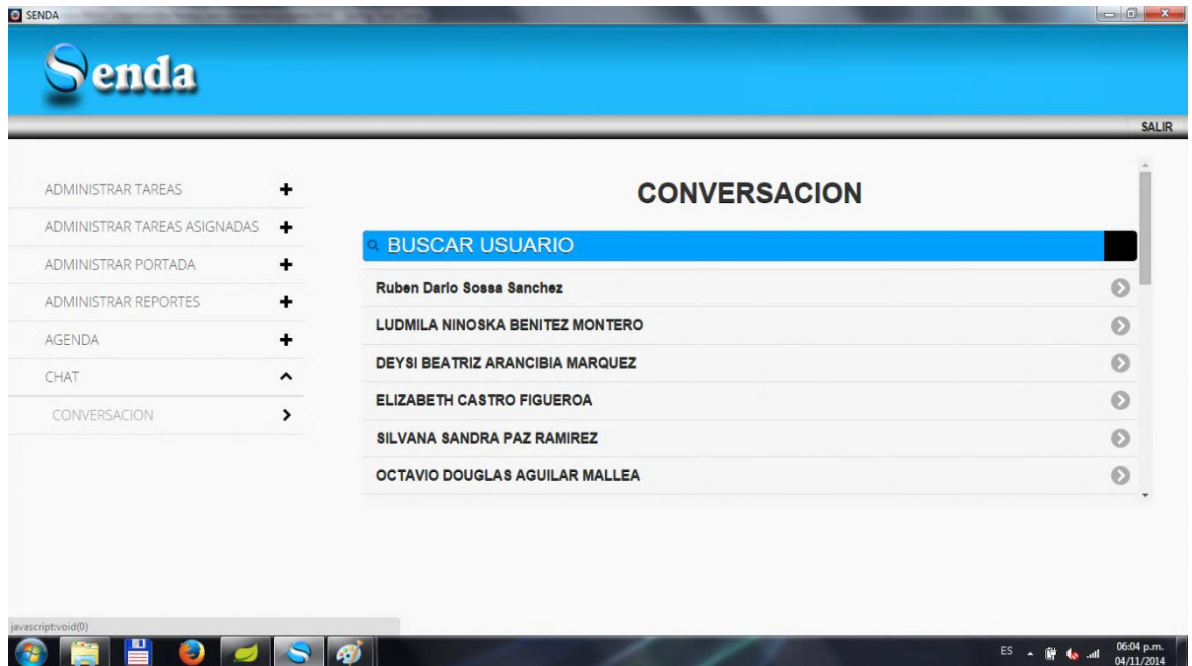 SENDA
Senda
SALIR
ADMINISTRAR TAREAS
ADMINISTRAR TAREAS ASIGNADAS
ADMINISTRAR PORTADA
ADMINISTRAR REPORTES
AGENDA
CHAT
CONVERSACION
CONVERSACION
BUSCAR USUARIO
Ruben Dario Sossa Sanchez
LUDMILA NINOSKA BENITEZ MONTERO
DEYSI BEATRIZ ARANCIBIA MARQUEZ
ELIZABETH CASTRO FIGUEROA
SILVANA SANDRA PAZ RAMIREZ
OCTAVIO DOUGLAS AGUILAR MALLEA
javascript:void(0)
ES
06:04 p.m.
04/11/2014